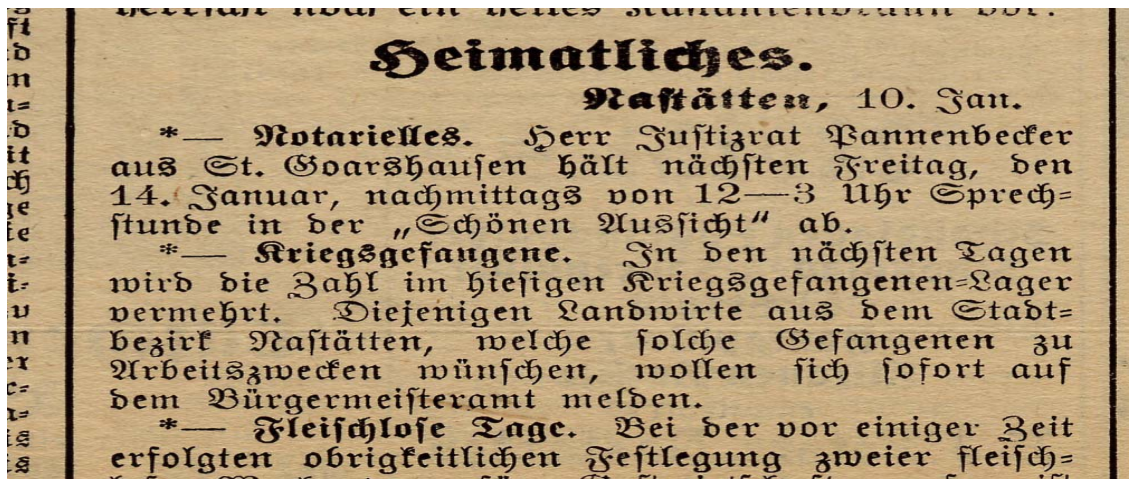 Heimatliches.
Nastätten, 10. Jan.
*— Notarielles. Herr Justizrat Pannenbecker
aus St. Goarshausen hält nächsten Freitag, den
14. Januar, nachmittags von 12—3 Uhr Sprech-
stunde in der „Schönen Aussicht“ ab.
*— Kriegsgefangene. In den nächsten Tagen
wird die Zahl im hiesigen Kriegsgefangenen-Lager
vermehrt. Diejenigen Landwirte aus dem Stadt-
bezirk Nastätten, welche solche Gefangenen zu
Arbeitszwecken wünschen, wollen sich sofort auf
dem Bürgermeisteramt melden.
*— Fleischlose Tage. Bei der vor einiger Zeit
erfolgten obrigkeitlichen Festlegung zweier fleisch-